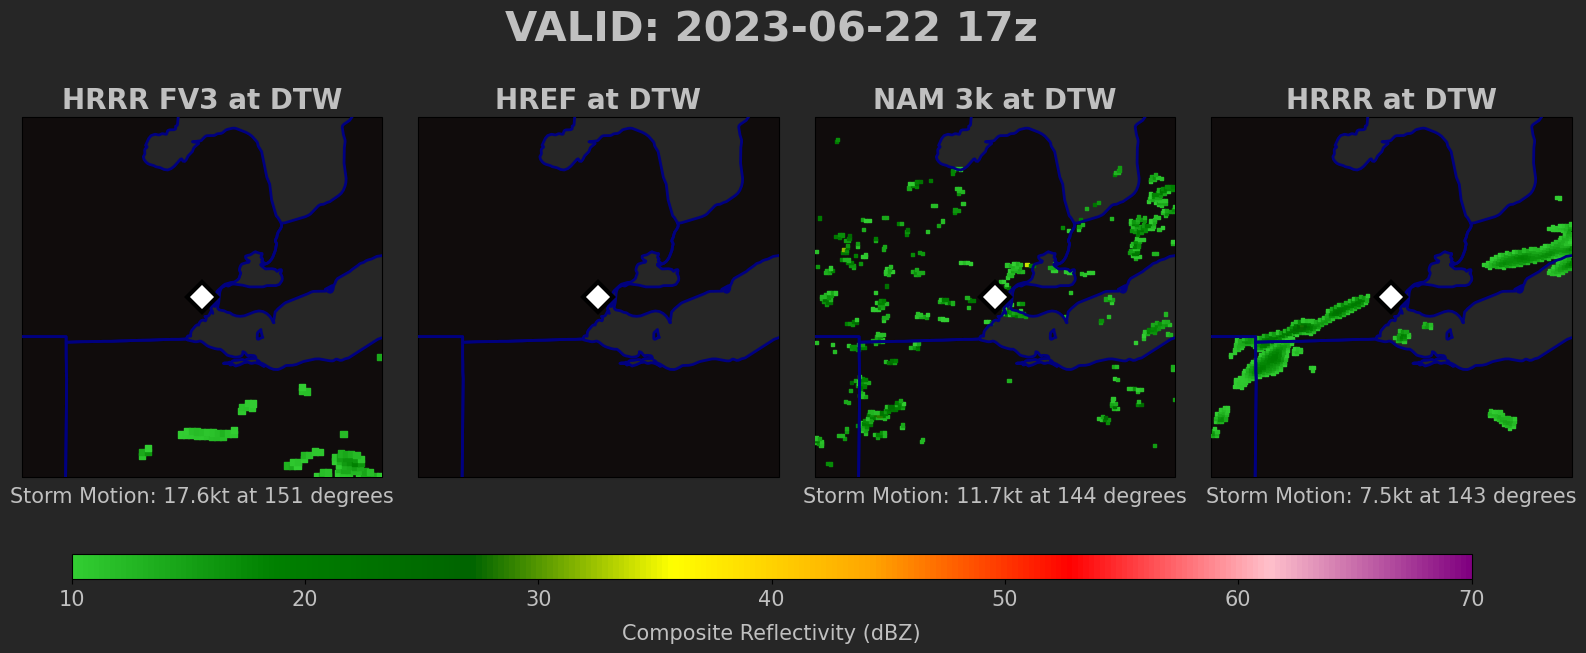 VALID: 2023-06-22 17z
HRRR FV3 at DTW
HREF at DTW
NAM 3k at DTW
HRRR at DTW
Storm Motion: 17.6kt at 151 degrees
Storm Motion: 11.7kt at 144 degrees
Storm Motion: 7.5kt at 143 degrees
10 20 30 40 50 60 70
Composite Reflectivity (dBZ)